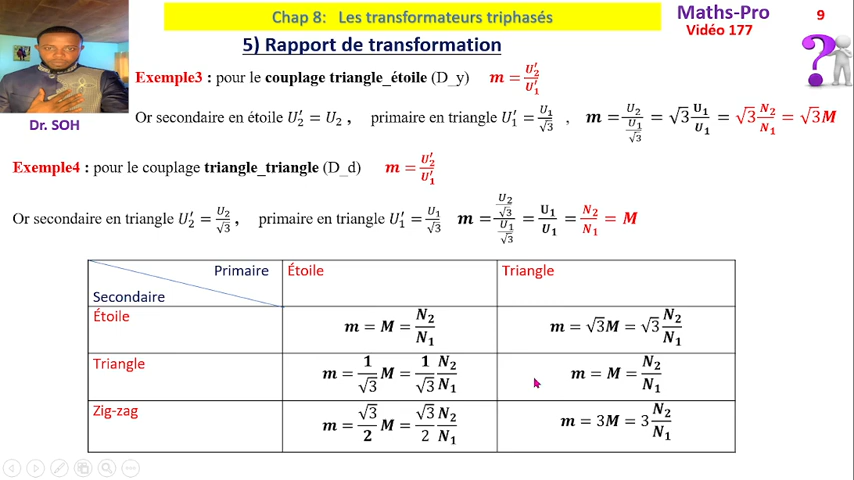 Chap 8: Les transformateurs triphasés
Maths-Pro
Vidéo 177
9
5) Rapport de transformation
Dr. SOH
Exemple3 : pour le couplage triangle_étoile (D_y) m = U'₂/U'₁
Or secondaire en étoile U'₂ = U₂ , primaire en triangle U'₁ = U₁/√3 , m = U₂/(U₁/√3) = √3 U₁/U₁ = √3 N₂/N₁ = √3M
Exemple4 : pour le couplage triangle_triangle (D_d) m = U'₂/U'₁
Or secondaire en triangle U'₂ = U₂/√3 , primaire en triangle U'₁ = U₁/√3 m = (U₂/√3)/(U₁/√3) = U₁/U₁ = N₂/N₁ = M
Primaire
Secondaire
Étoile
Triangle
Étoile
m = M = N₂/N₁
m = √3M = √3 N₂/N₁
Triangle
m = 1/√3 M = 1/√3 N₂/N₁
m = M = N₂/N₁
Zig-zag
m = √3/2 M = √3/2 N₂/N₁
m = 3M = 3 N₂/N₁